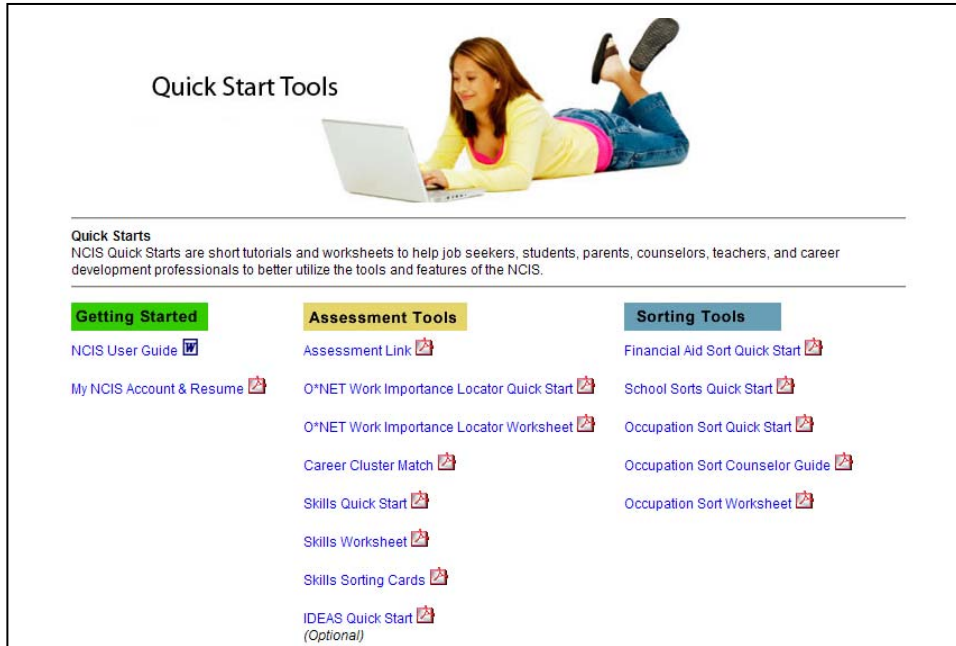 Quick Start Tools
Quick Starts
NCIS Quick Starts are short tutorials and worksheets to help job seekers, students, parents, counselors, teachers, and career
development professionals to better utilize the tools and features of the NCIS.
Getting Started
NCIS User Guide
My NCIS Account & Resume
Assessment Tools
Assessment Link
O*NET Work Importance Locator Quick Start
O*NET Work Importance Locator Worksheet
Career Cluster Match
Skills Quick Start
Skills Worksheet
Skills Sorting Cards
IDEAS Quick Start
(Optional)
Sorting Tools
Financial Aid Sort Quick Start
School Sorts Quick Start
Occupation Sort Quick Start
Occupation Sort Counselor Guide
Occupation Sort Worksheet